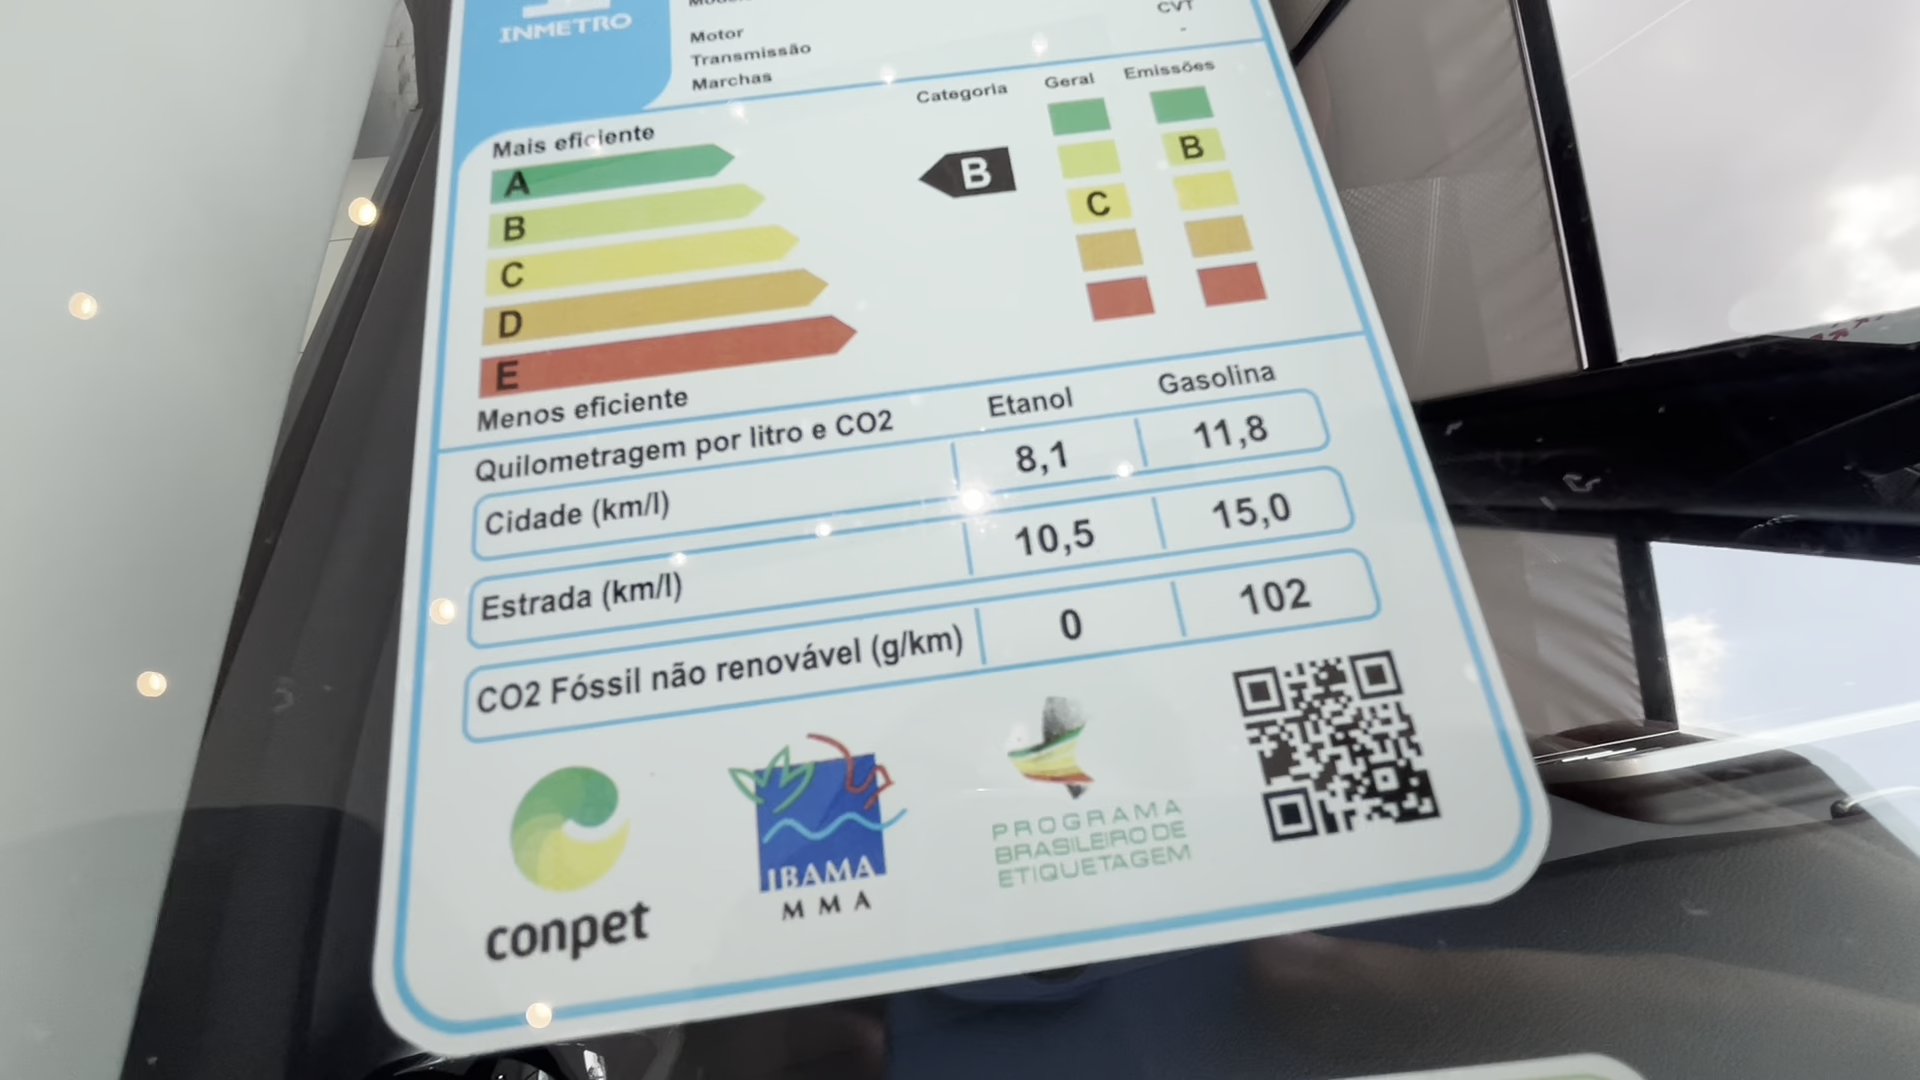 INMETRO
Motor
Transmissão
Marchas
CVT
-
Categoria Geral Emissões
Mais eficiente
A
B
C
D
E
Menos eficiente
B
C
B
Quilometragem por litro e CO2 Etanol Gasolina
Cidade (km/l) 8,1 11,8
Estrada (km/l) 10,5 15,0
CO2 Fóssil não renovável (g/km) 0 102
conpet
IBAMA
M M A
PROGRAMA
BRASILEIRO DE
ETIQUETAGEM